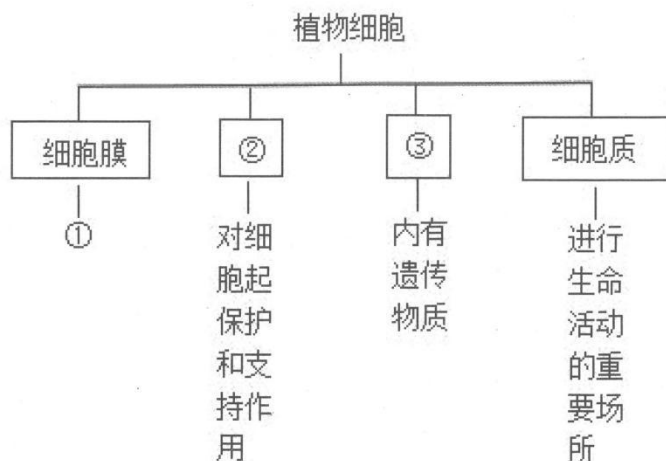 植物细胞
细胞膜
②
③
细胞质
①
对细
胞起
保护
和支
持作
用
内有
遗传
物质
进行
生命
活动
的重
要场
所